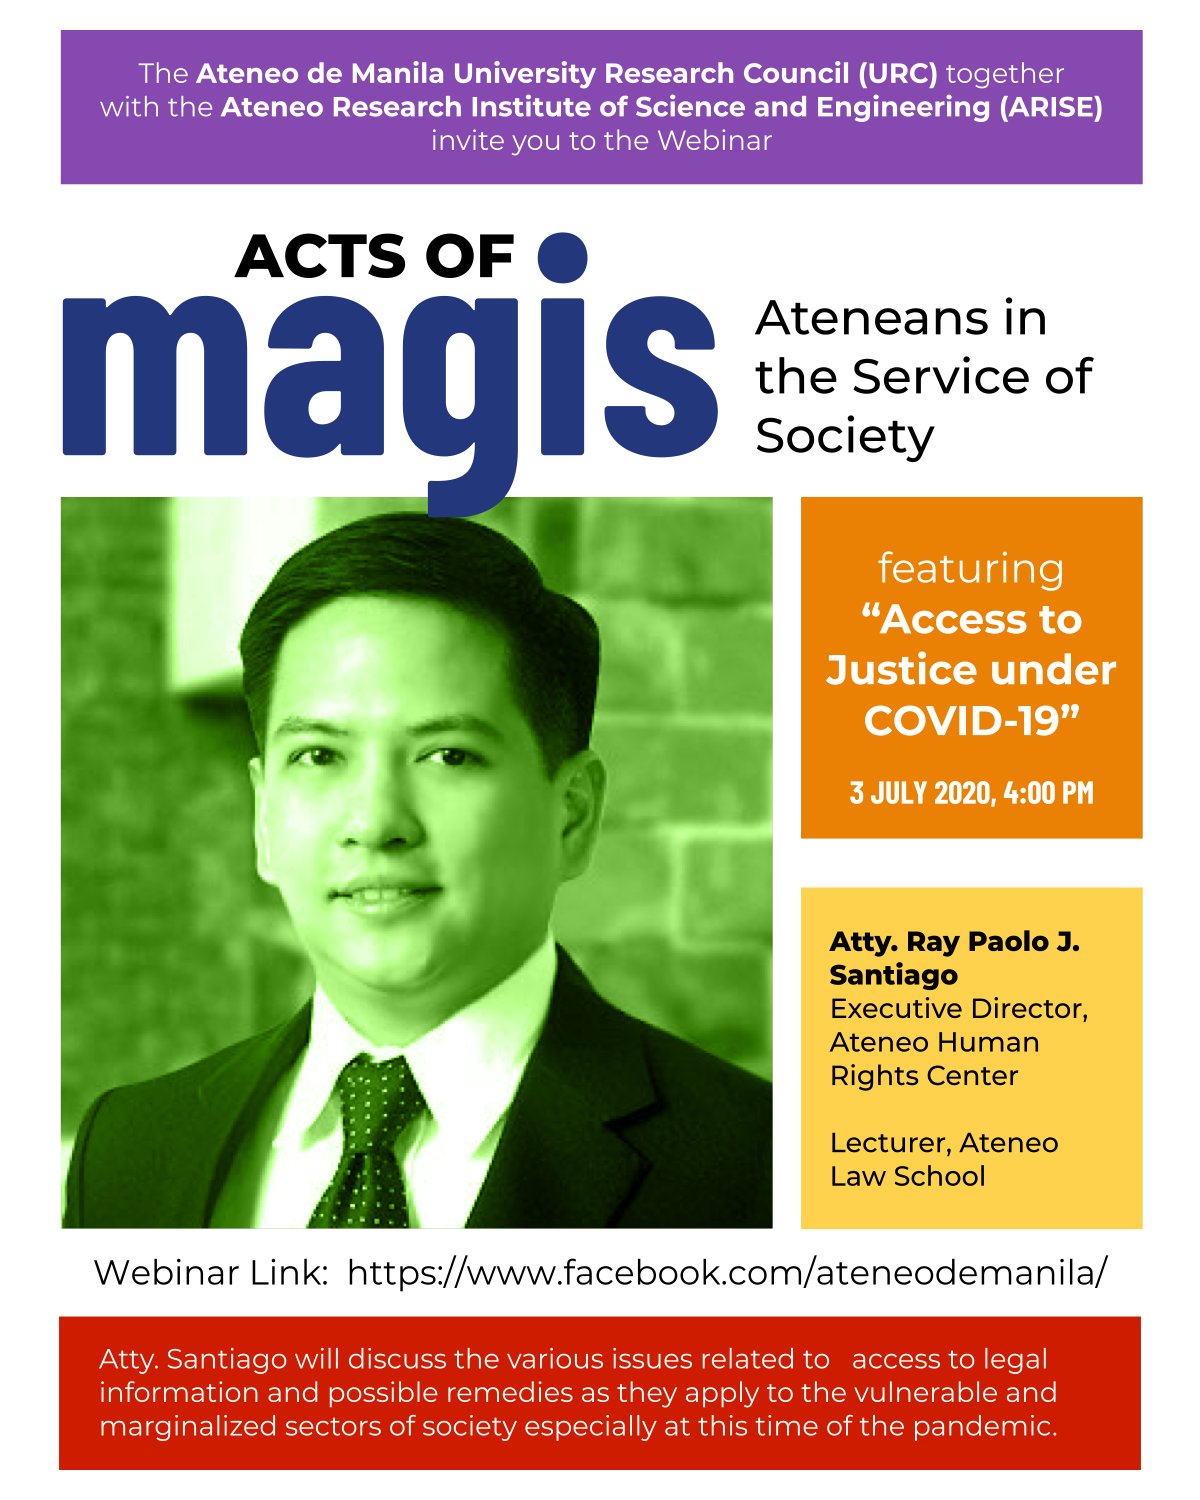 The Ateneo de Manila University Research Council (URC) together
with the Ateneo Research Institute of Science and Engineering (ARISE)
invite you to the Webinar
ACTS OF
magis
Ateneans in
the Service of
Society
featuring
“Access to
Justice under
COVID-19”
3 JULY 2020, 4:00 PM
Atty. Ray Paolo J.
Santiago
Executive Director,
Ateneo Human
Rights Center
Lecturer, Ateneo
Law School
Webinar Link: https://www.facebook.com/ateneodemanila/
Atty. Santiago will discuss the various issues related to access to legal
information and possible remedies as they apply to the vulnerable and
marginalized sectors of society especially at this time of the pandemic.